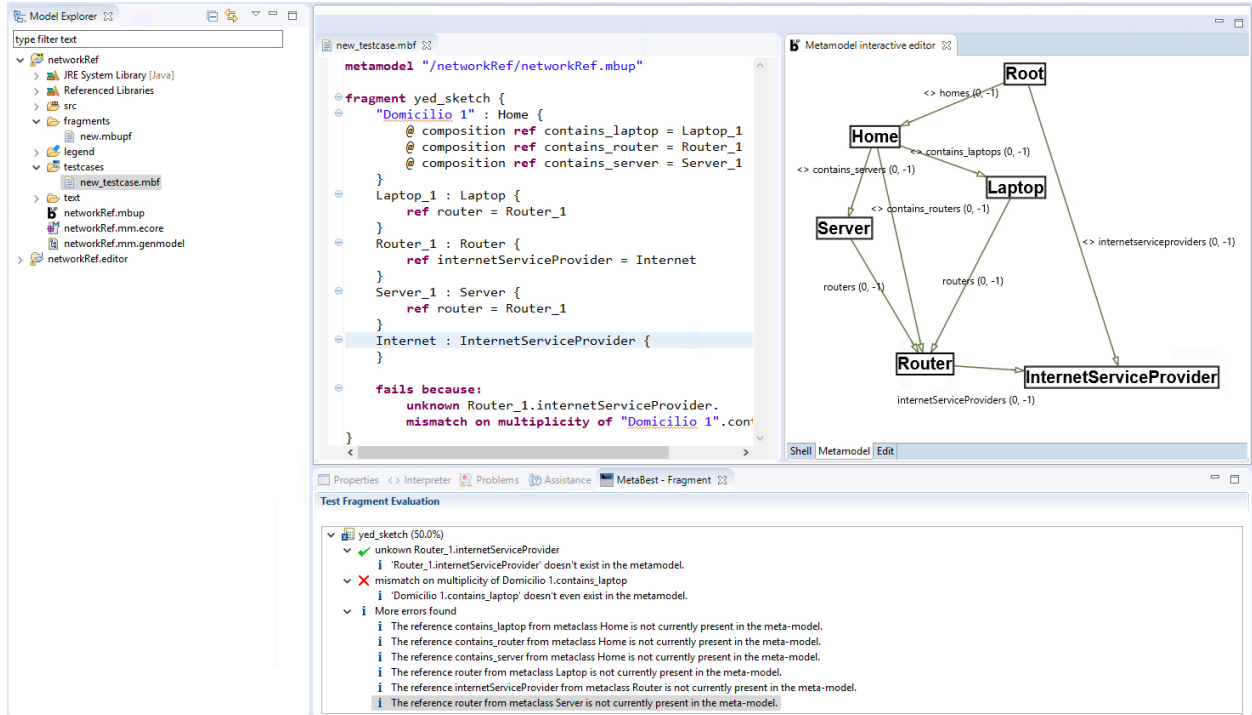 Model Explorer
type filter text
networkRef
JRE System Library [Java]
Referenced Libraries
src
fragments
new.mbupf
legend
testcases
new_testcase.mbf
text
networkRef.mbup
networkRef.mm.ecore
networkRef.mm.genmodel
networkRef.editor
new_testcase.mbf
metamodel "/networkRef/networkRef.mbup"
fragment yed_sketch {
"Domicilio 1" : Home {
@ composition ref contains_laptop = Laptop_1
@ composition ref contains_router = Router_1
@ composition ref contains_server = Server_1
}
Laptop_1 : Laptop {
ref router = Router_1
}
Router_1 : Router {
ref internetServiceProvider = Internet
}
Server_1 : Server {
ref router = Router_1
}
Internet : InternetServiceProvider {
}
fails because:
unknown Router_1.internetServiceProvider.
mismatch on multiplicity of "Domicilio 1".con
}
Metamodel interactive editor
Root
<> homes (0, -1)
Home
<> contains_laptops (0, -1)
<> contains_servers (0, -1)
Laptop
<> contains_routers (0, -1)
Server
<> internetserviceproviders (0, -1)
routers (0, -1)
routers (0, -1)
Router
InternetServiceProvider
internetServiceProviders (0, -1)
Shell Metamodel Edit
Properties <> Interpreter Problems Assistance MetaBest - Fragment
Test Fragment Evaluation
yed_sketch (50.0%)
unkown Router_1.internetServiceProvider
'Router_1.internetServiceProvider' doesn't exist in the metamodel.
mismatch on multiplicity of Domicilio 1.contains_laptop
'Domicilio 1.contains_laptop' doesn't even exist in the metamodel.
More errors found
The reference contains_laptop from metaclass Home is not currently present in the meta-model.
The reference contains_router from metaclass Home is not currently present in the meta-model.
The reference contains_server from metaclass Home is not currently present in the meta-model.
The reference router from metaclass Laptop is not currently present in the meta-model.
The reference internetServiceProvider from metaclass Router is not currently present in the meta-model.
The reference router from metaclass Server is not currently present in the meta-model.